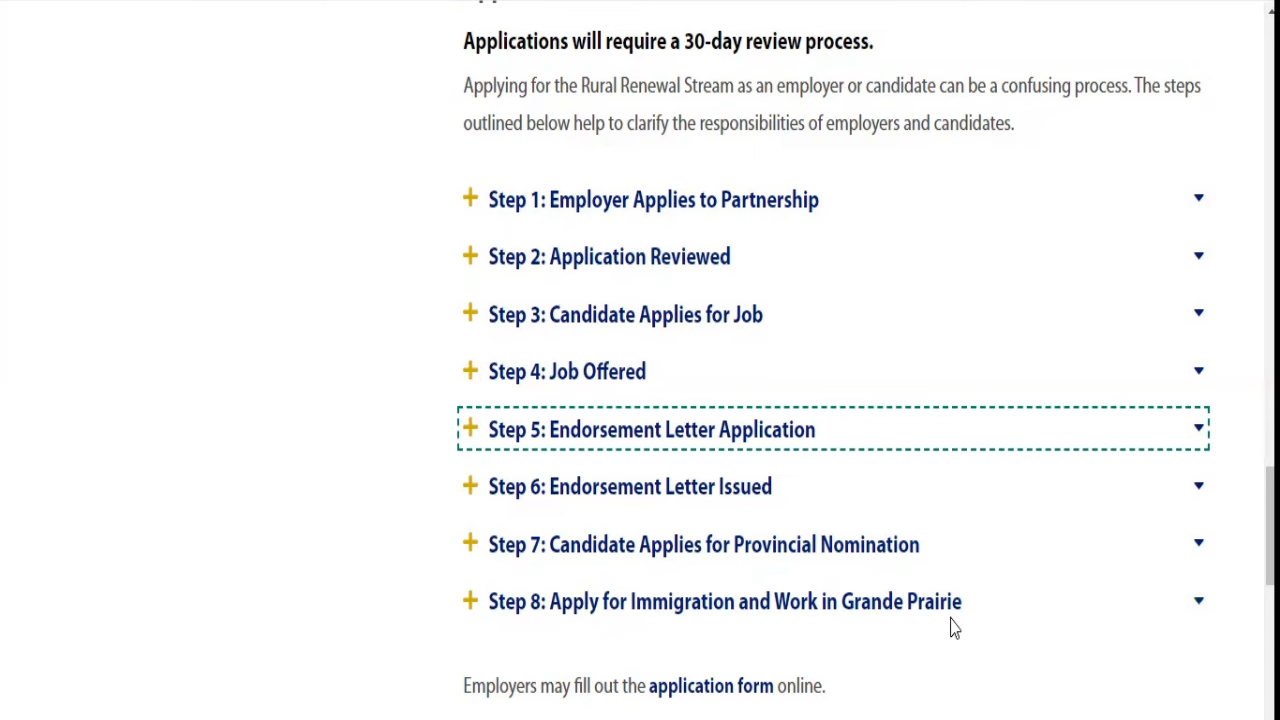 Applications will require a 30-day review process.
Applying for the Rural Renewal Stream as an employer or candidate can be a confusing process. The steps
outlined below help to clarify the responsibilities of employers and candidates.
+ Step 1: Employer Applies to Partnership
+ Step 2: Application Reviewed
+ Step 3: Candidate Applies for Job
+ Step 4: Job Offered
+ Step 5: Endorsement Letter Application
+ Step 6: Endorsement Letter Issued
+ Step 7: Candidate Applies for Provincial Nomination
+ Step 8: Apply for Immigration and Work in Grande Prairie
Employers may fill out the application form online.